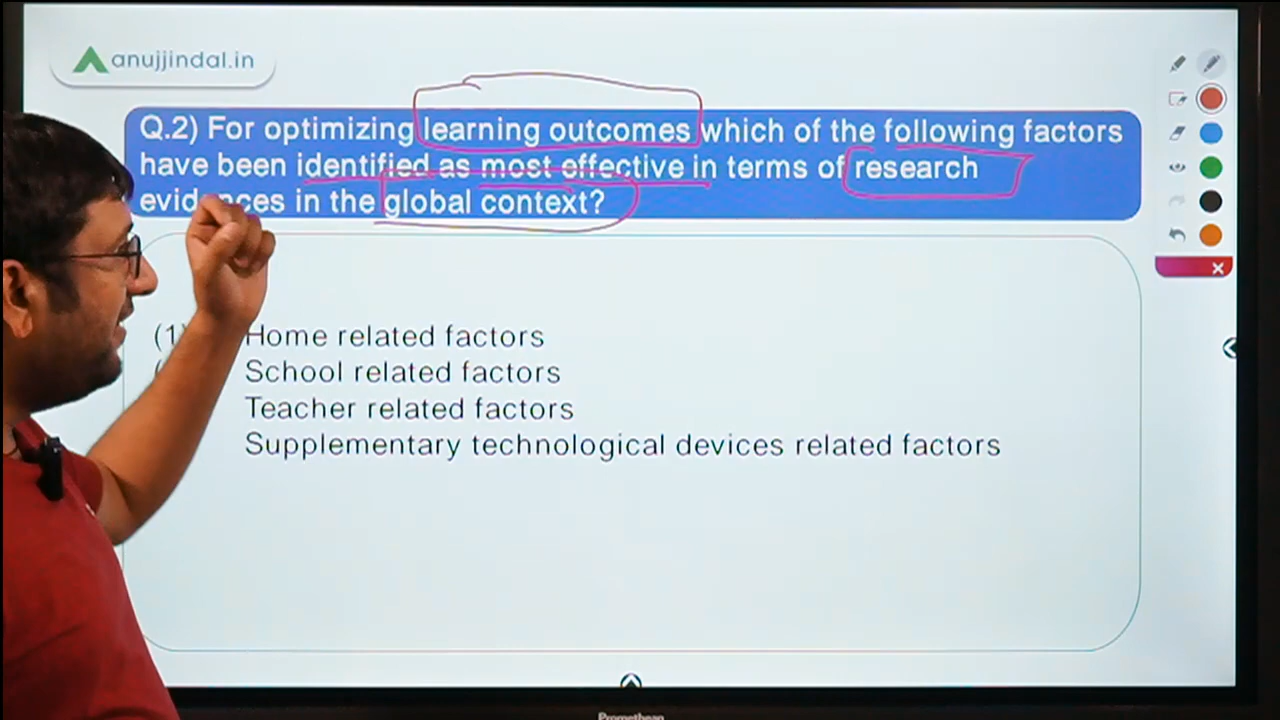 anujjindal.in
Q.2) For optimizing learning outcomes which of the following factors
have been identified as most effective in terms of research
evidences in the global context?
(1) Home related factors
School related factors
Teacher related factors
Supplementary technological devices related factors
Promethean